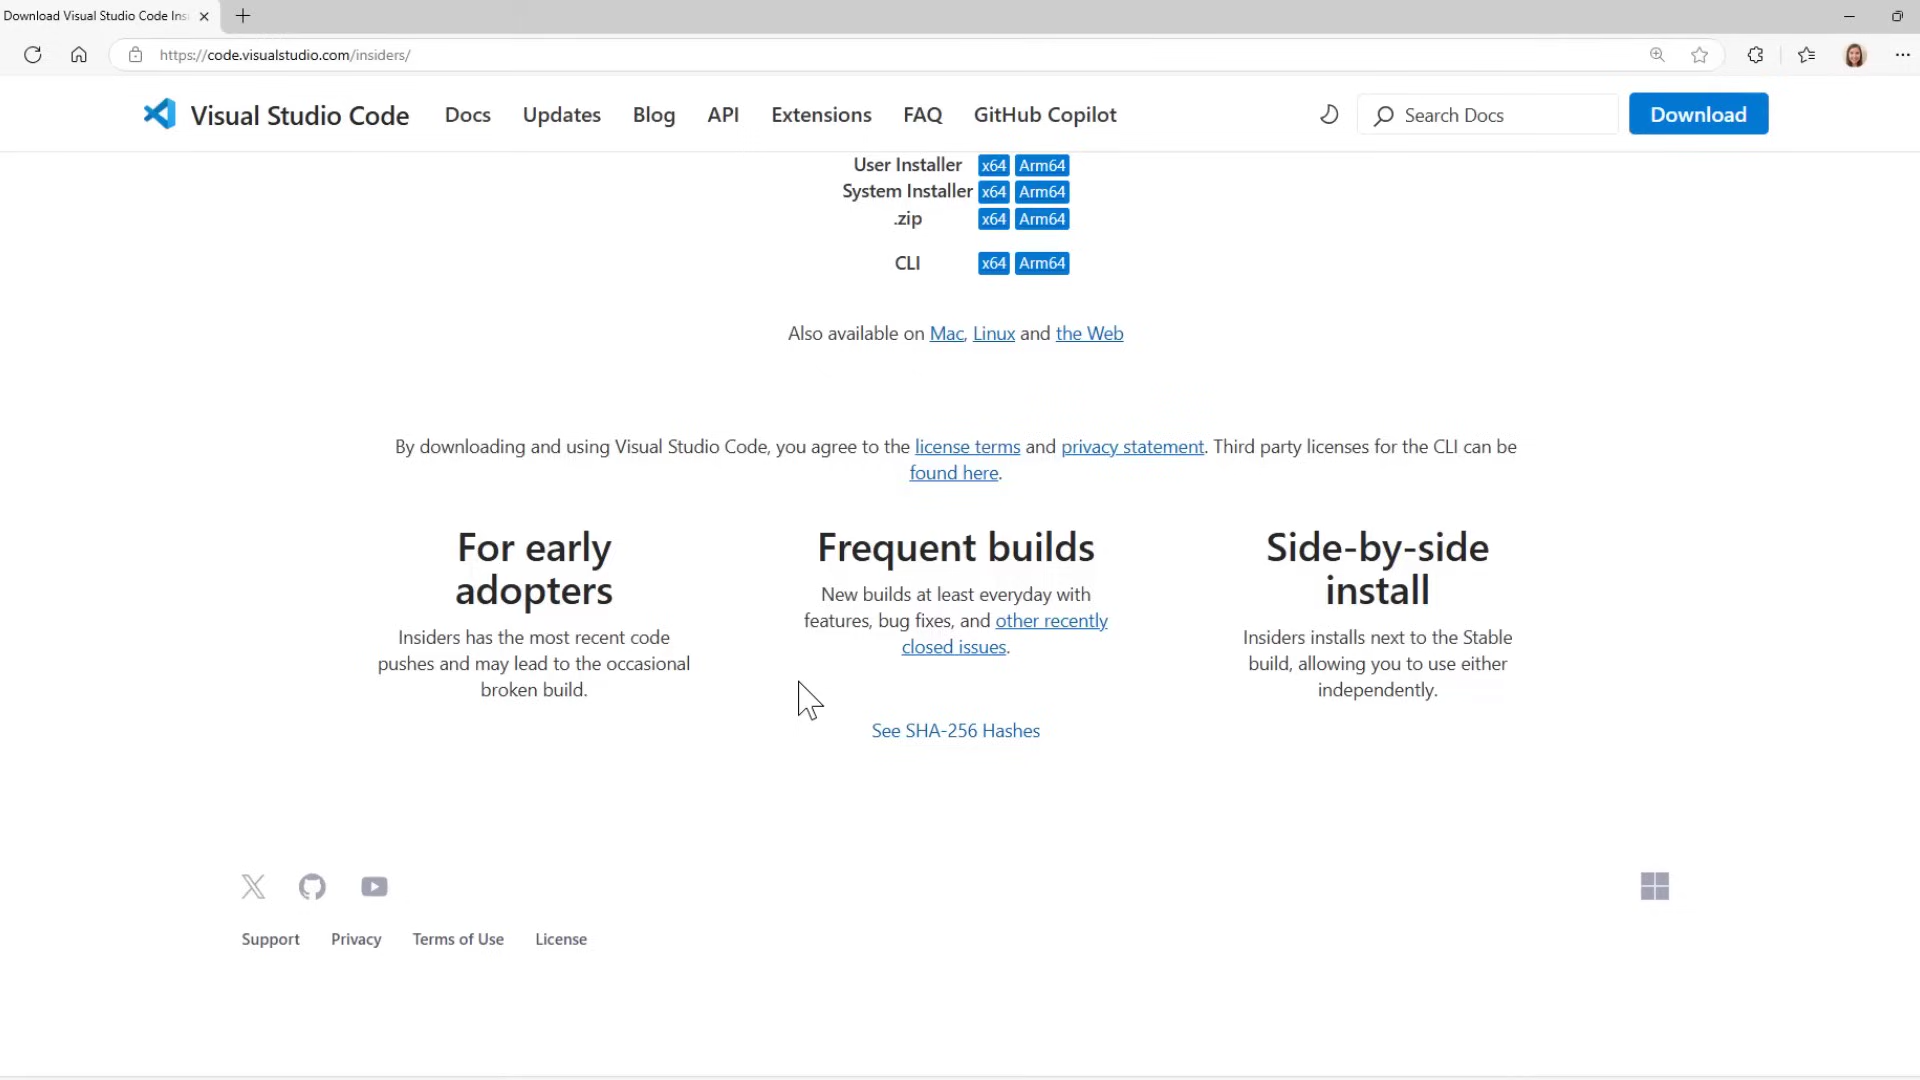 Download Visual Studio Code Ins
https://code.visualstudio.com/insiders/
Visual Studio Code Docs Updates Blog API Extensions FAQ GitHub Copilot Search Docs Download
User Installer x64 Arm64
System Installer x64 Arm64
.zip x64 Arm64
CLI x64 Arm64
Also available on Mac, Linux and the Web
By downloading and using Visual Studio Code, you agree to the license terms and privacy statement. Third party licenses for the CLI can be
found here.
For early
adopters
Insiders has the most recent code
pushes and may lead to the occasional
broken build.
Frequent builds
New builds at least everyday with
features, bug fixes, and other recently
closed issues.
Side-by-side
install
Insiders installs next to the Stable
build, allowing you to use either
independently.
See SHA-256 Hashes
Support Privacy Terms of Use License